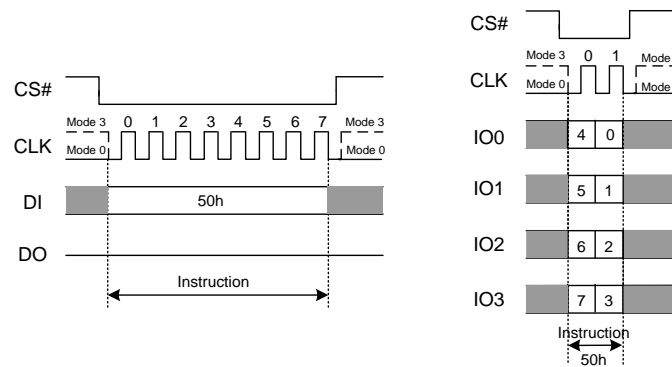 CS#
Mode 3 0 1 2 3 4 5 6 7 Mode 3
CLK Mode 0 Mode 0
DI 50h
DO
Instruction
CS#
Mode 3 0 1 Mode
CLK Mode 0 Mode
IO0 4 0
IO1 5 1
IO2 6 2
IO3 7 3
Instruction
50h